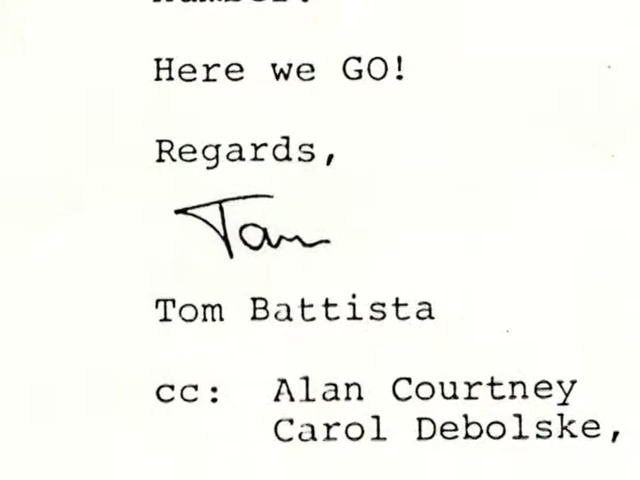 Here we GO!
Regards,
Tom
Tom Battista
cc: Alan Courtney
Carol Debolske,